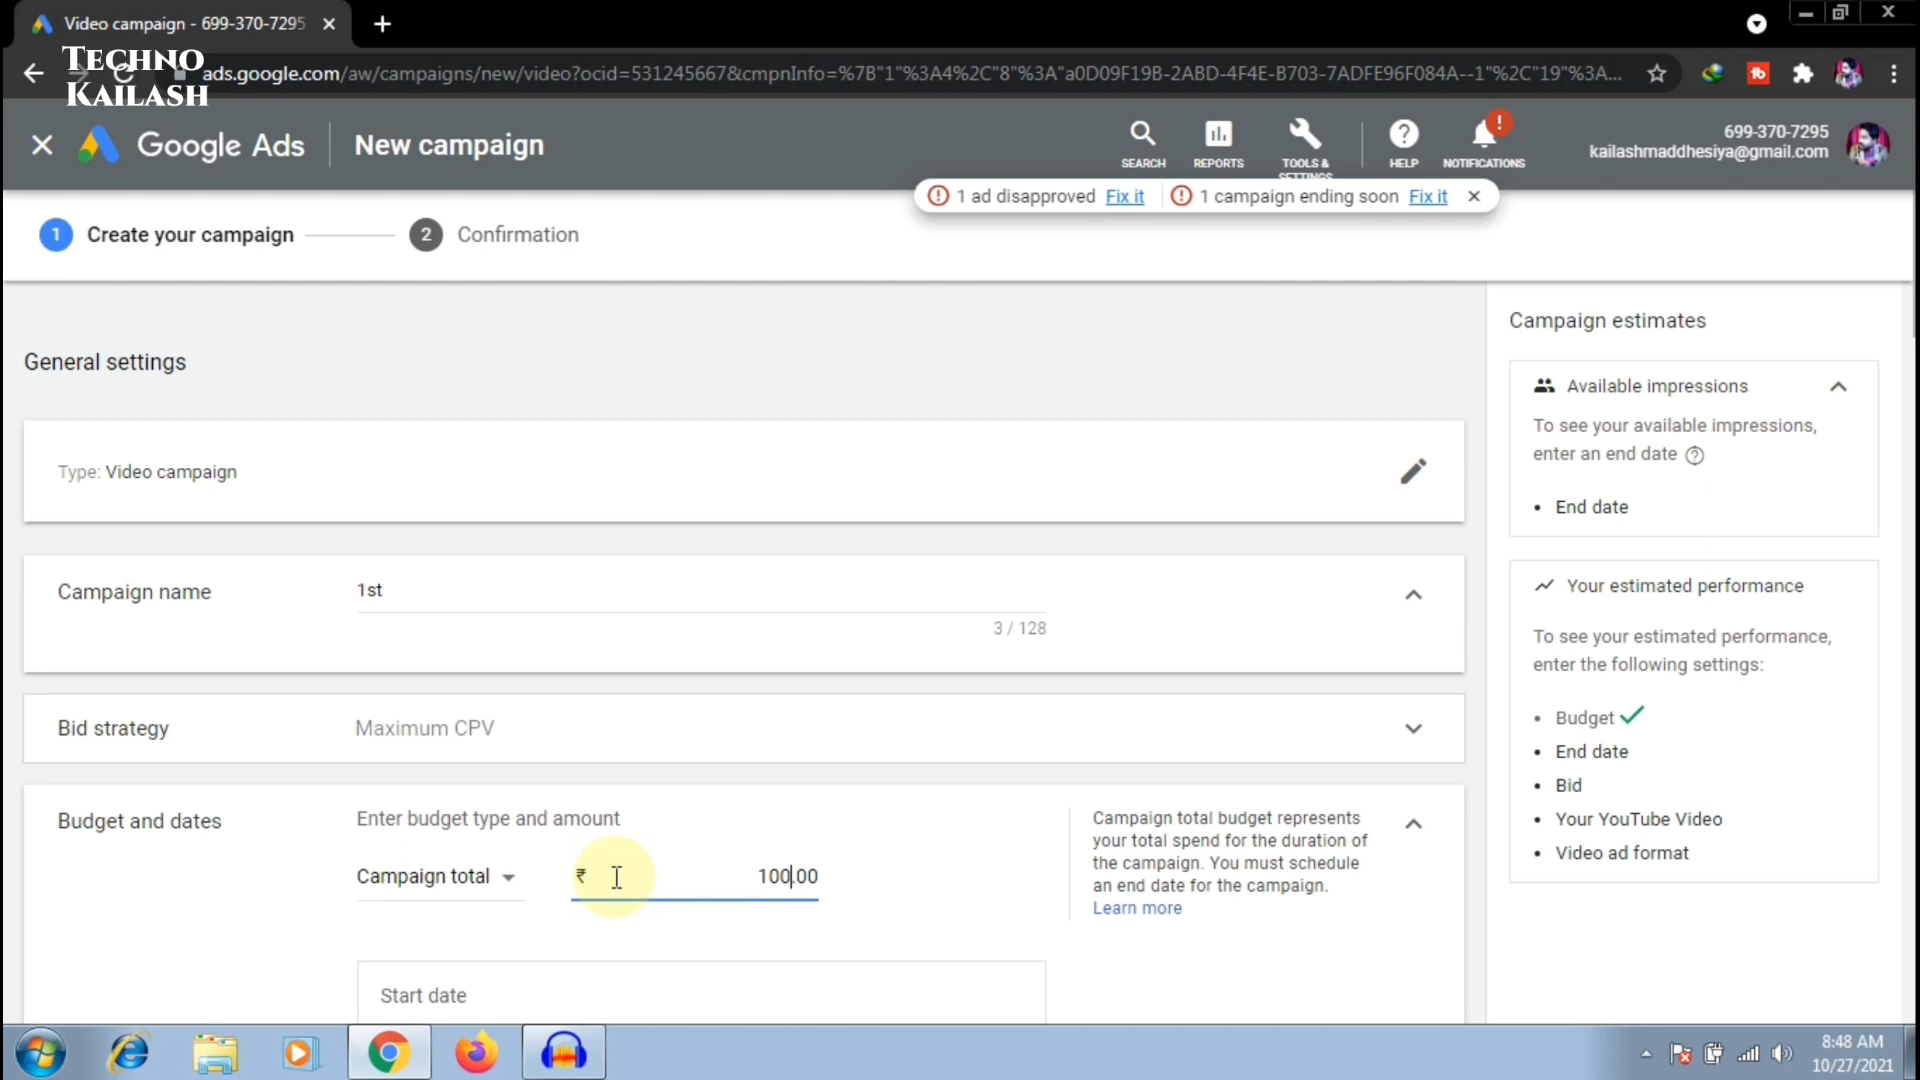 Video campaign - 699-370-7295
TECHNO
KAILASH
ads.google.com/aw/campaigns/new/video?ocid=531245667&cmpnInfo=%7B"1"%3A4%2C"8"%3A"a0D09F19B-2ABD-4F4E-B703-7ADFE96F084A--1"%2C"19"%3A...
Google Ads
New campaign
SEARCH
REPORTS
TOOLS &
SETTINGS
HELP
NOTIFICATIONS
699-370-7295
kailashmaddhesiya@gmail.com
1 ad disapproved Fix it
1 campaign ending soon Fix it
1 Create your campaign
2 Confirmation
General settings
Type: Video campaign
Campaign name
1st
3 / 128
Bid strategy
Maximum CPV
Budget and dates
Enter budget type and amount
Campaign total
₹ 100.00
Campaign total budget represents
your total spend for the duration of
the campaign. You must schedule
an end date for the campaign.
Learn more
Start date
Campaign estimates
Available impressions
To see your available impressions,
enter an end date
• End date
Your estimated performance
To see your estimated performance,
enter the following settings:
• Budget
• End date
• Bid
• Your YouTube Video
• Video ad format
8:48 AM
10/27/2021